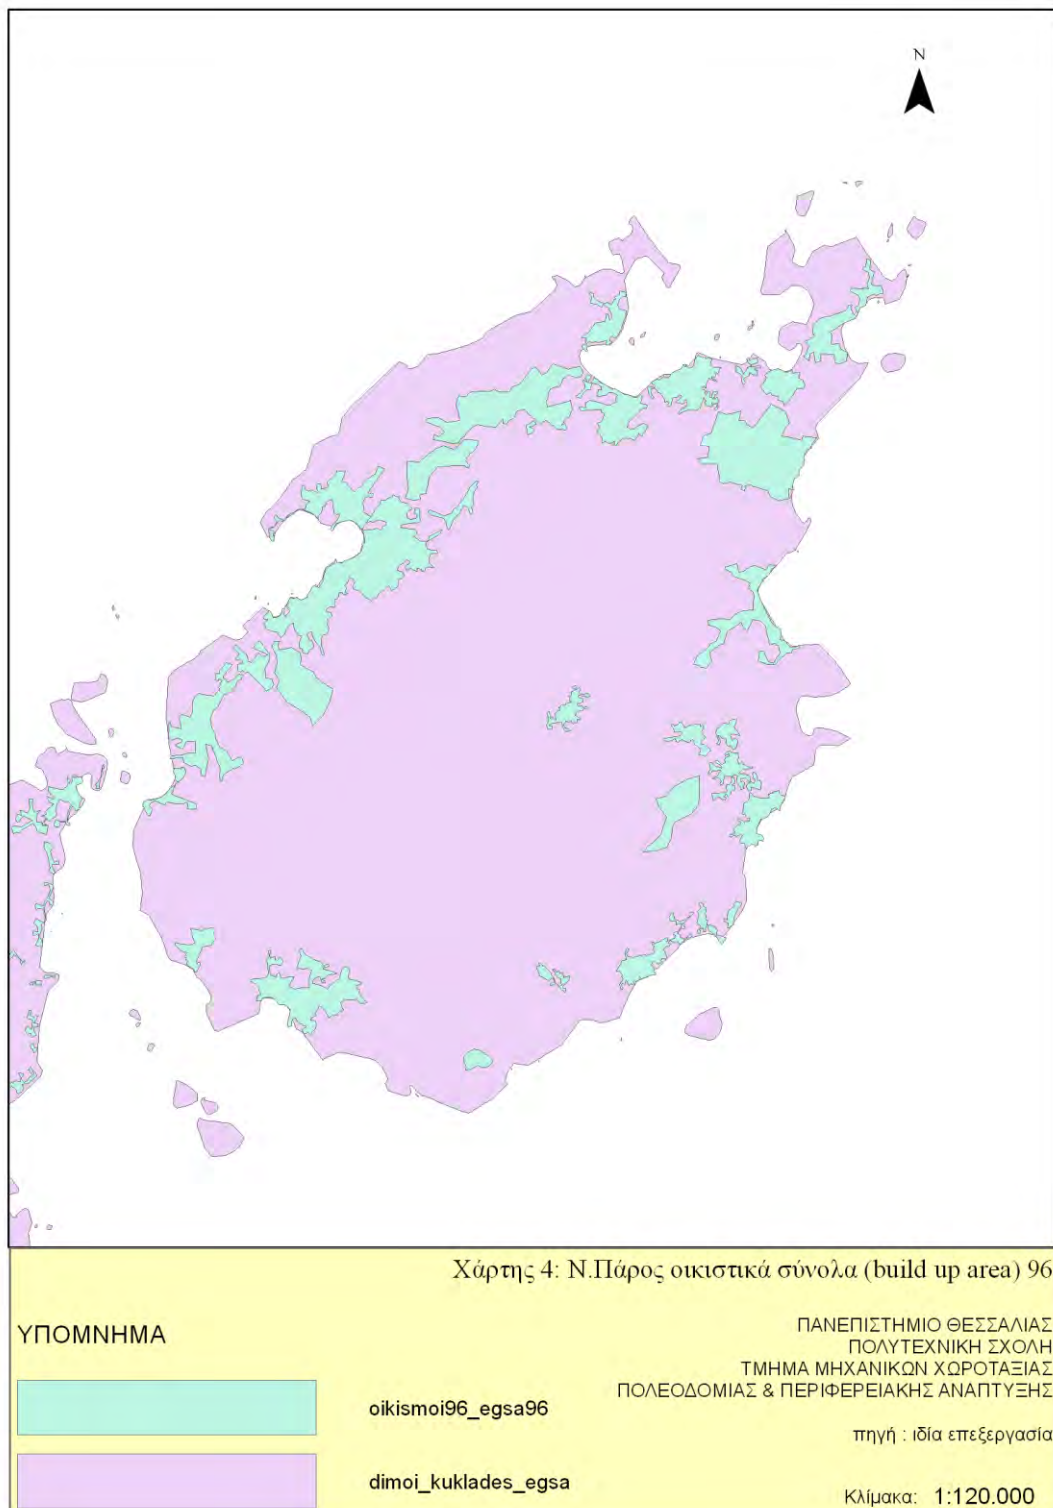 N
Χάρτης 4: Ν.Πάρος οικιστικά σύνολα (build up area) 96
ΥΠΟΜΝΗΜΑ
ΠΑΝΕΠΙΣΤΗΜΙΟ ΘΕΣΣΑΛΙΑΣ
ΠΟΛΥΤΕΧΝΙΚΗ ΣΧΟΛΗ
ΤΜΗΜΑ ΜΗΧΑΝΙΚΩΝ ΧΩΡΟΤΑΞΙΑΣ
ΠΟΛΕΟΔΟΜΙΑΣ & ΠΕΡΙΦΕΡΕΙΑΚΗΣ ΑΝΑΠΤΥΞΗΣ
oikismoi96_egsa96
πηγή : ιδία επεξεργασία
dimoi_kuklades_egsa
Κλίμακα: 1:120.000